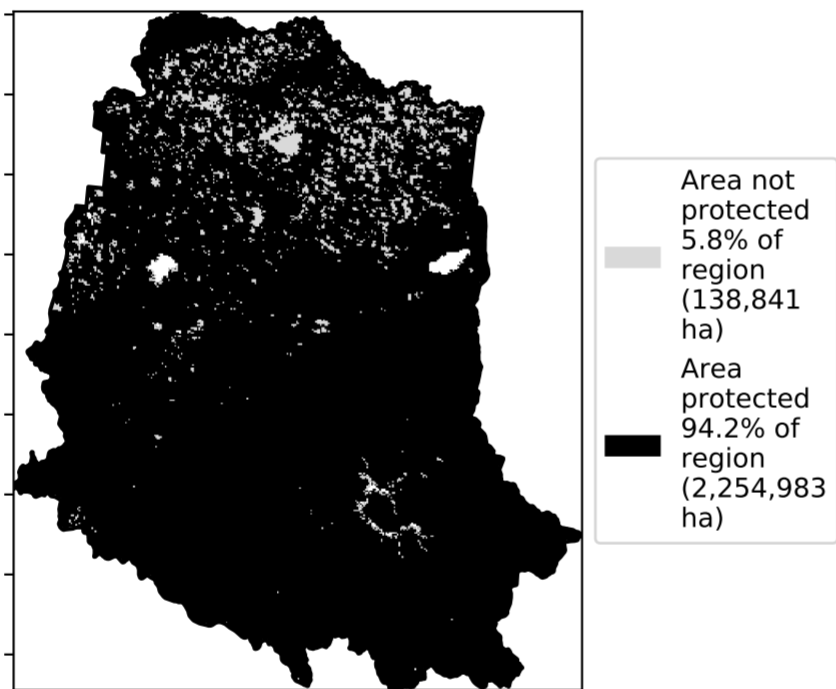 Area not
protected
5.8% of
region
(138,841
ha)
Area
protected
94.2% of
region
(2,254,983
ha)